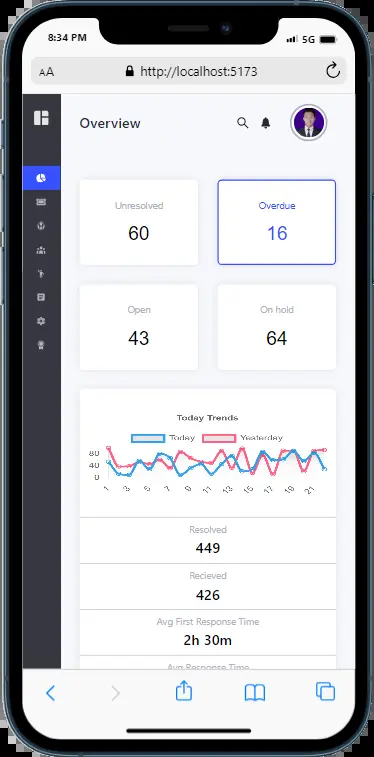 8:34 PM 5G
AA http://localhost:5173
Overview
Unresolved
60
Overdue
16
Open
43
On hold
64
Today Trends
Today Yesterday
80
40
0
1 3 5 7 9 11 13 15 17 19 21
Resolved
449
Recieved
426
Avg First Response Time
2h 30m
Avg Response Time